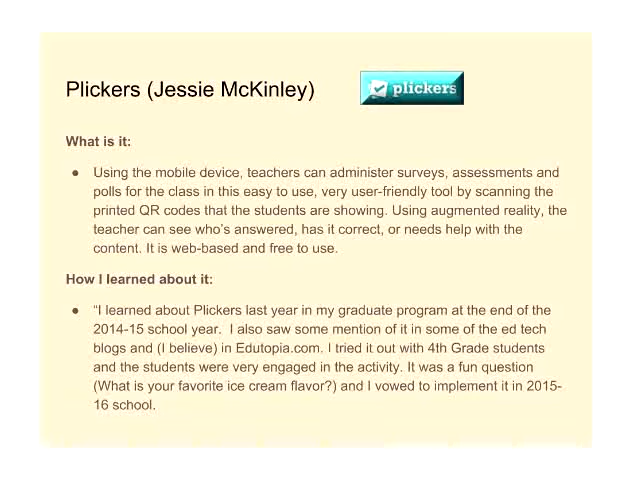 Plickers (Jessie McKinley)
plickers
What is it:
● Using the mobile device, teachers can administer surveys, assessments and
polls for the class in this easy to use, very user-friendly tool by scanning the
printed QR codes that the students are showing. Using augmented reality, the
teacher can see who’s answered, has it correct, or needs help with the
content. It is web-based and free to use.
How I learned about it:
● “I learned about Plickers last year in my graduate program at the end of the
2014-15 school year.  I also saw some mention of it in some of the ed tech
blogs and (I believe) in Edutopia.com. I tried it out with 4th Grade students
and the students were very engaged in the activity. It was a fun question
(What is your favorite ice cream flavor?) and I vowed to implement it in 2015-
16 school.